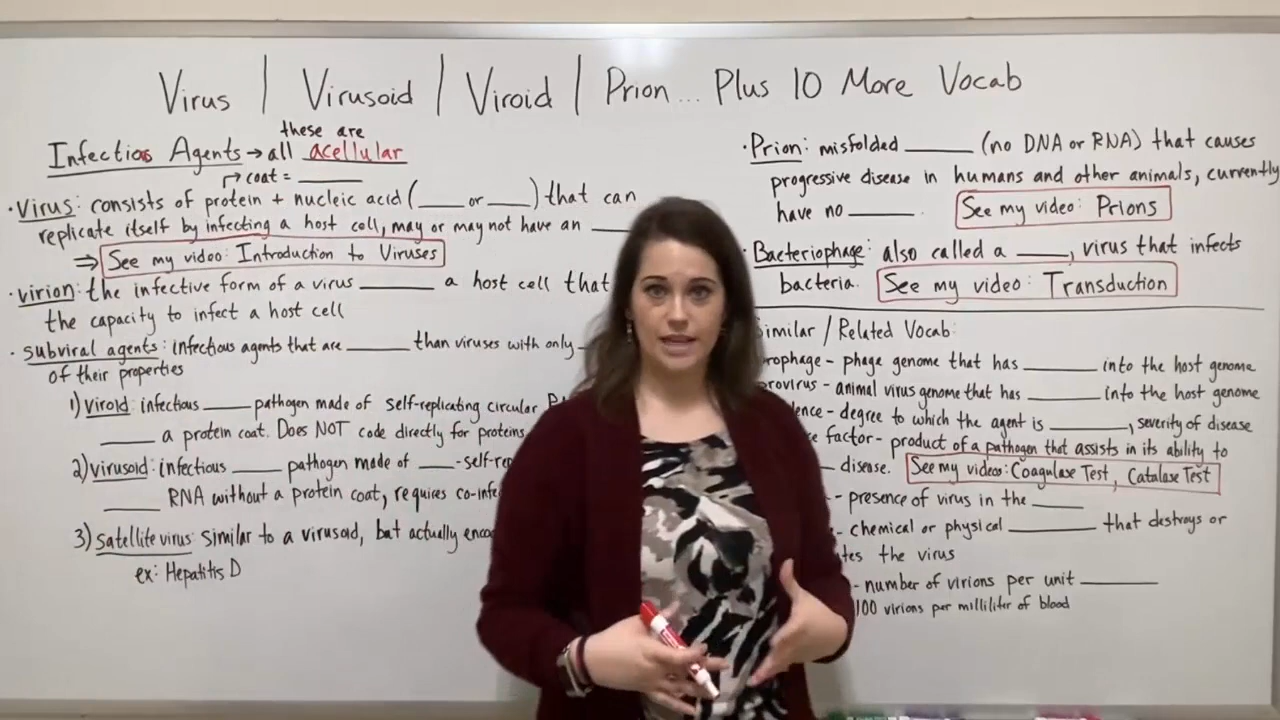 Virus | Virusoid | Viroid | Prion... Plus 10 More Vocab
these are
Infectious Agents → all acellular
↱ coat = ______
• Virus: consists of protein + nucleic acid (____ or ____) that can
replicate itself by infecting a host cell, may or may not have an ____
⇒ See my video: Introduction to Viruses
• virion: the infective form of a virus ______ a host cell that
the capacity to infect a host cell
• subviral agents: infectious agents that are ______ than viruses with only
of their properties
1) viroid: infectious ____ pathogen made of self-replicating circular
_____ a protein coat. Does NOT code directly for proteins
2) virusoid: infectious ____ pathogen made of ___-self-
_____ RNA without a protein coat, requires
3) satellite virus: similar to a virusoid, but actually
ex: Hepatitis D
• Prion: misfolded ______ (no DNA or RNA) that causes
progressive disease in humans and other animals, currently
have no ______. See my video: Prions
• Bacteriophage: also called a _____, virus that infects
bacteria. See my video: Transduction
Similar / Related Vocab:
rophage - phage genome that has ______ into the host genome
rovirus - animal virus genome that has ______ into the host genome
lence - degree to which the agent is ______, severity of disease
factor - product of a pathogen that assists in its ability to
disease. See my videos: Coagulase Test, Catalase Test
- presence of virus in the _____
- chemical or physical ______ that destroys or
tes the virus
- number of virions per unit ______
100 virions per milliliter of blood